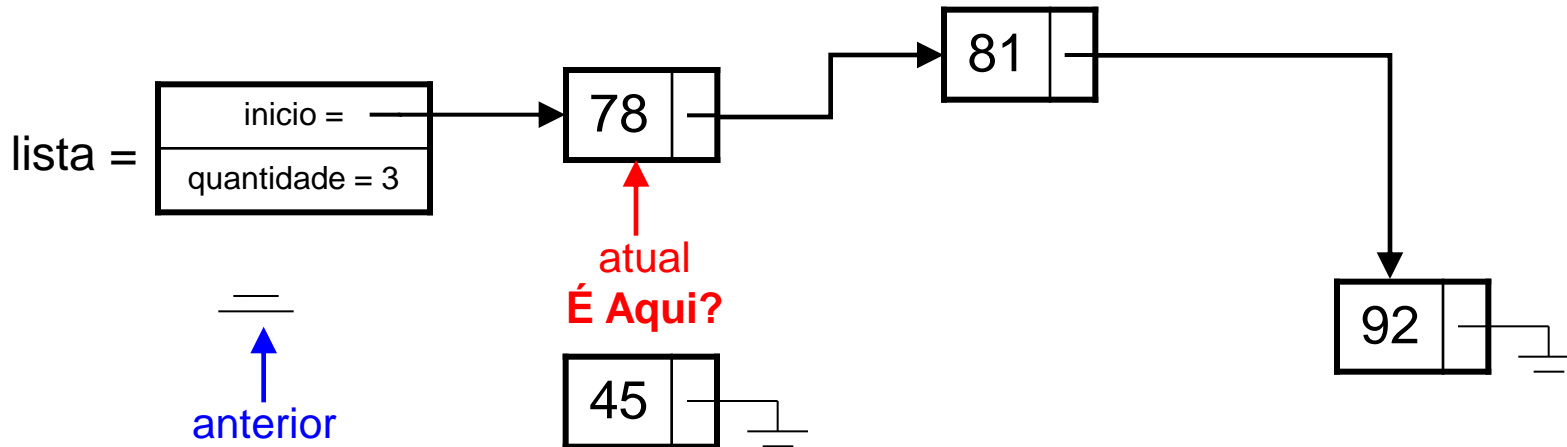 lista =
inicio =
quantidade = 3
78
81
92
atual
É Aqui?
anterior
45